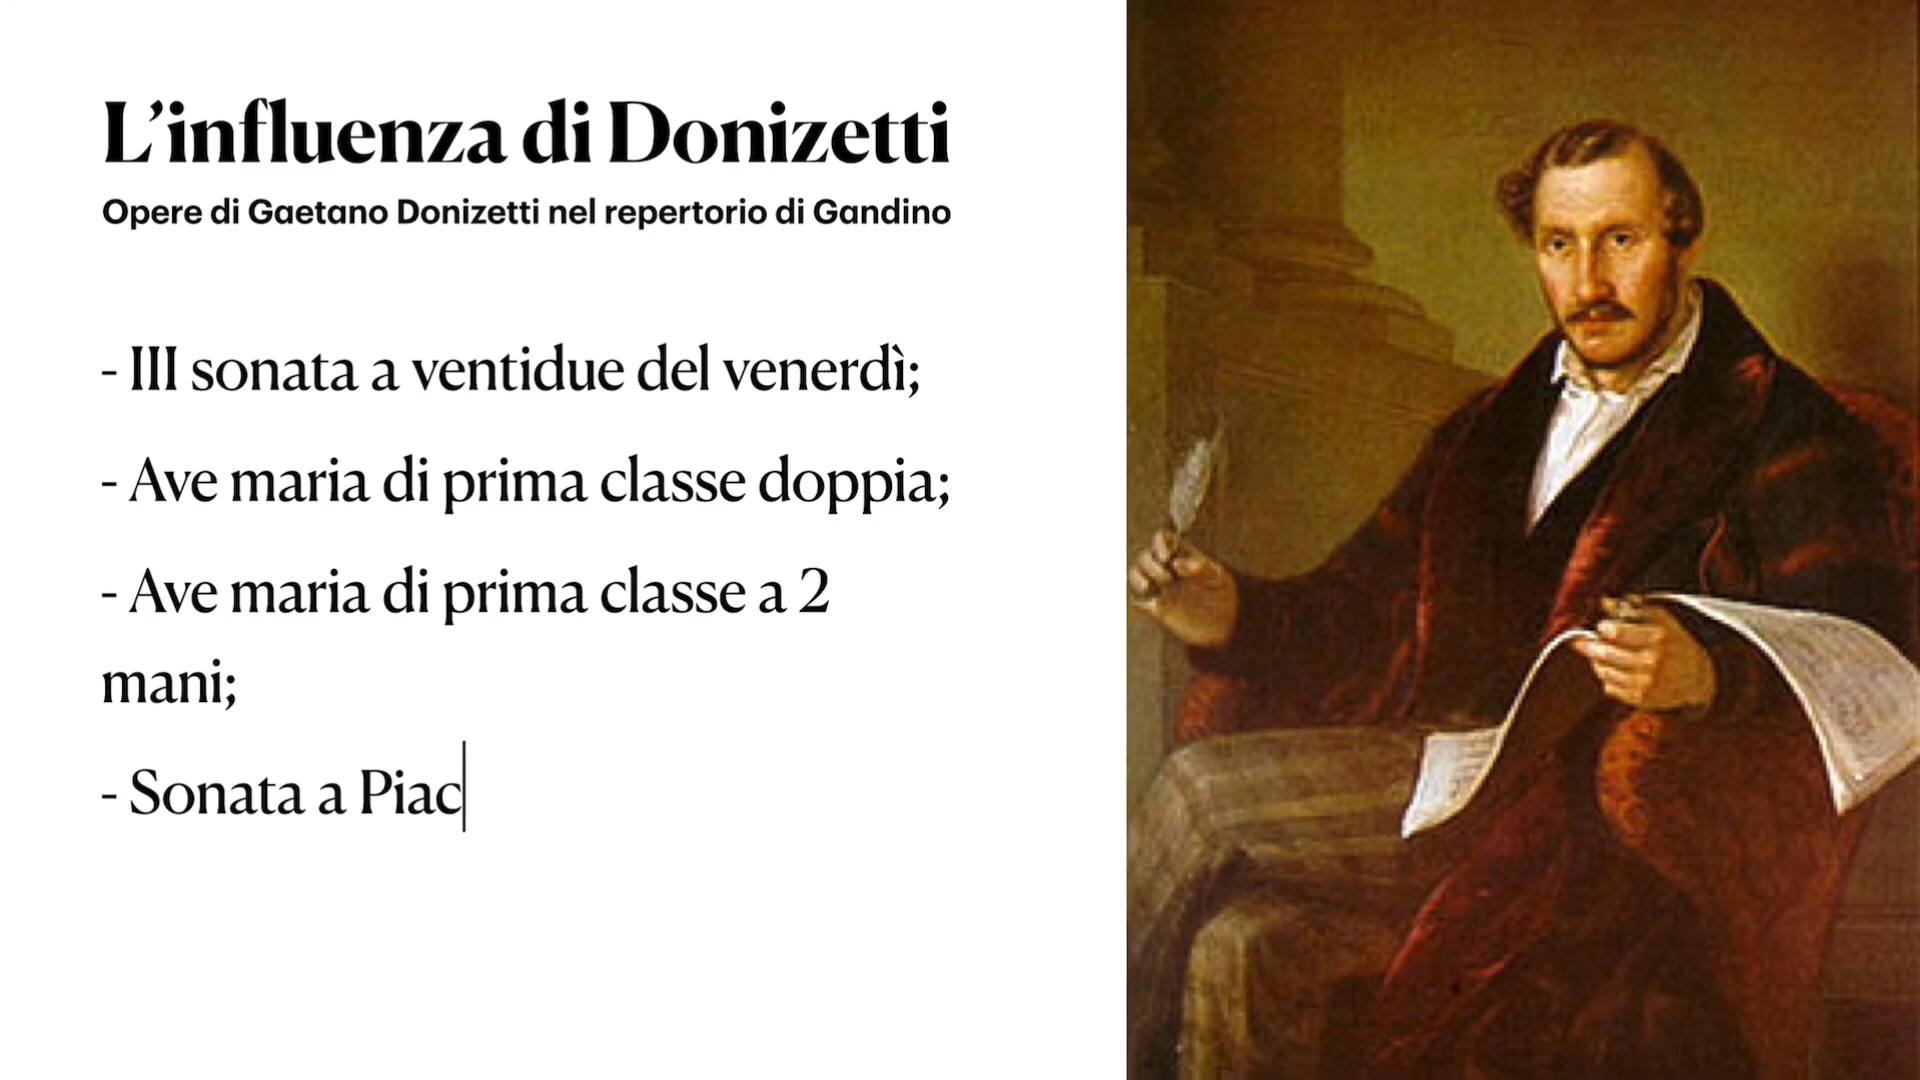 L’influenza di Donizetti
Opere di Gaetano Donizetti nel repertorio di Gandino
- III sonata a ventidue del venerdì;
- Ave maria di prima classe doppia;
- Ave maria di prima classe a 2
mani;
- Sonata a Piac